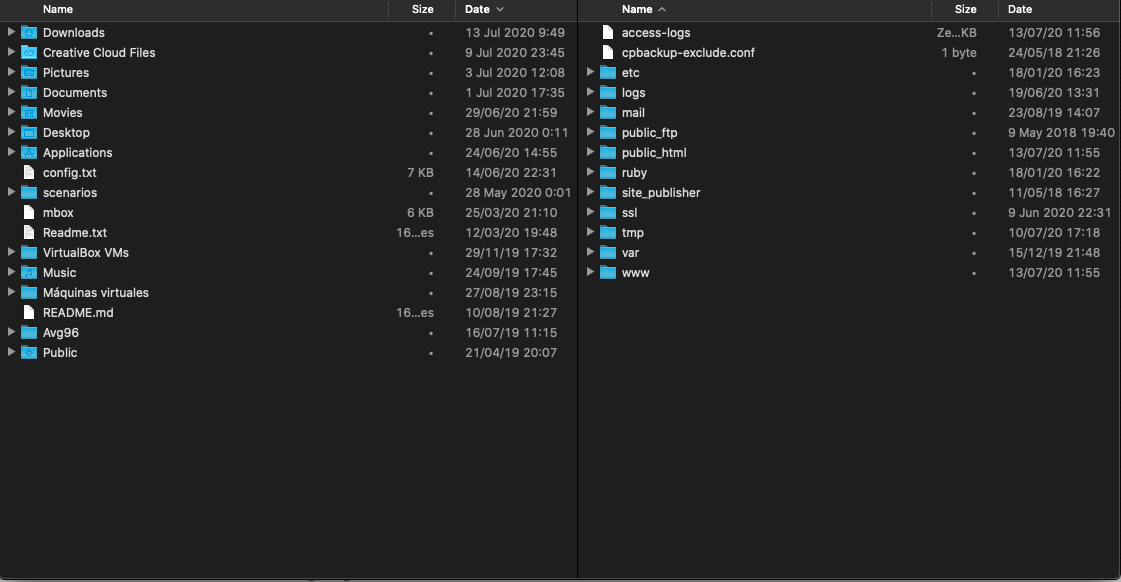 Name Size Date
Downloads • 13 Jul 2020 9:49
Creative Cloud Files • 9 Jul 2020 23:45
Pictures • 3 Jul 2020 12:08
Documents • 1 Jul 2020 17:35
Movies • 29/06/20 21:59
Desktop • 28 Jun 2020 0:11
Applications • 24/06/20 14:55
config.txt 7 KB 14/06/20 22:31
scenarios • 28 May 2020 0:01
mbox 6 KB 25/03/20 21:10
Readme.txt 16...es 12/03/20 19:48
VirtualBox VMs • 29/11/19 17:32
Music • 24/09/19 17:45
Máquinas virtuales • 27/08/19 23:15
README.md 16...es 10/08/19 21:27
Avg96 • 16/07/19 11:15
Public • 21/04/19 20:07
Name Size Date
access-logs Ze...KB 13/07/20 11:56
cpbackup-exclude.conf 1 byte 24/05/18 21:26
etc • 18/01/20 16:23
logs • 19/06/20 13:31
mail • 23/08/19 14:07
public_ftp • 9 May 2018 19:40
public_html • 13/07/20 11:55
ruby • 18/01/20 16:22
site_publisher • 11/05/18 16:27
ssl • 9 Jun 2020 22:31
tmp • 10/07/20 17:18
var • 15/12/19 21:48
www • 13/07/20 11:55